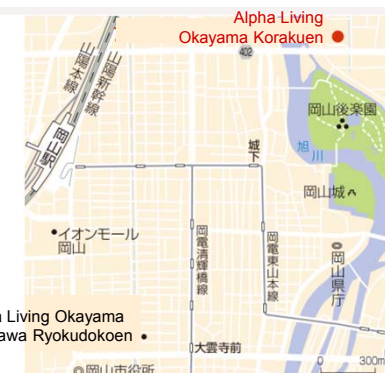 Alpha Living
Okayama Korakuen
402
山陽本線
山陽新幹線
岡山駅
岡山後楽園
城下
旭川
岡山城
イオンモール
岡山
岡電清輝橋線
岡電東山本線
岡山県庁
Living Okayama
Ryokudokoen
大雲寺前
岡山市役所
0 300m